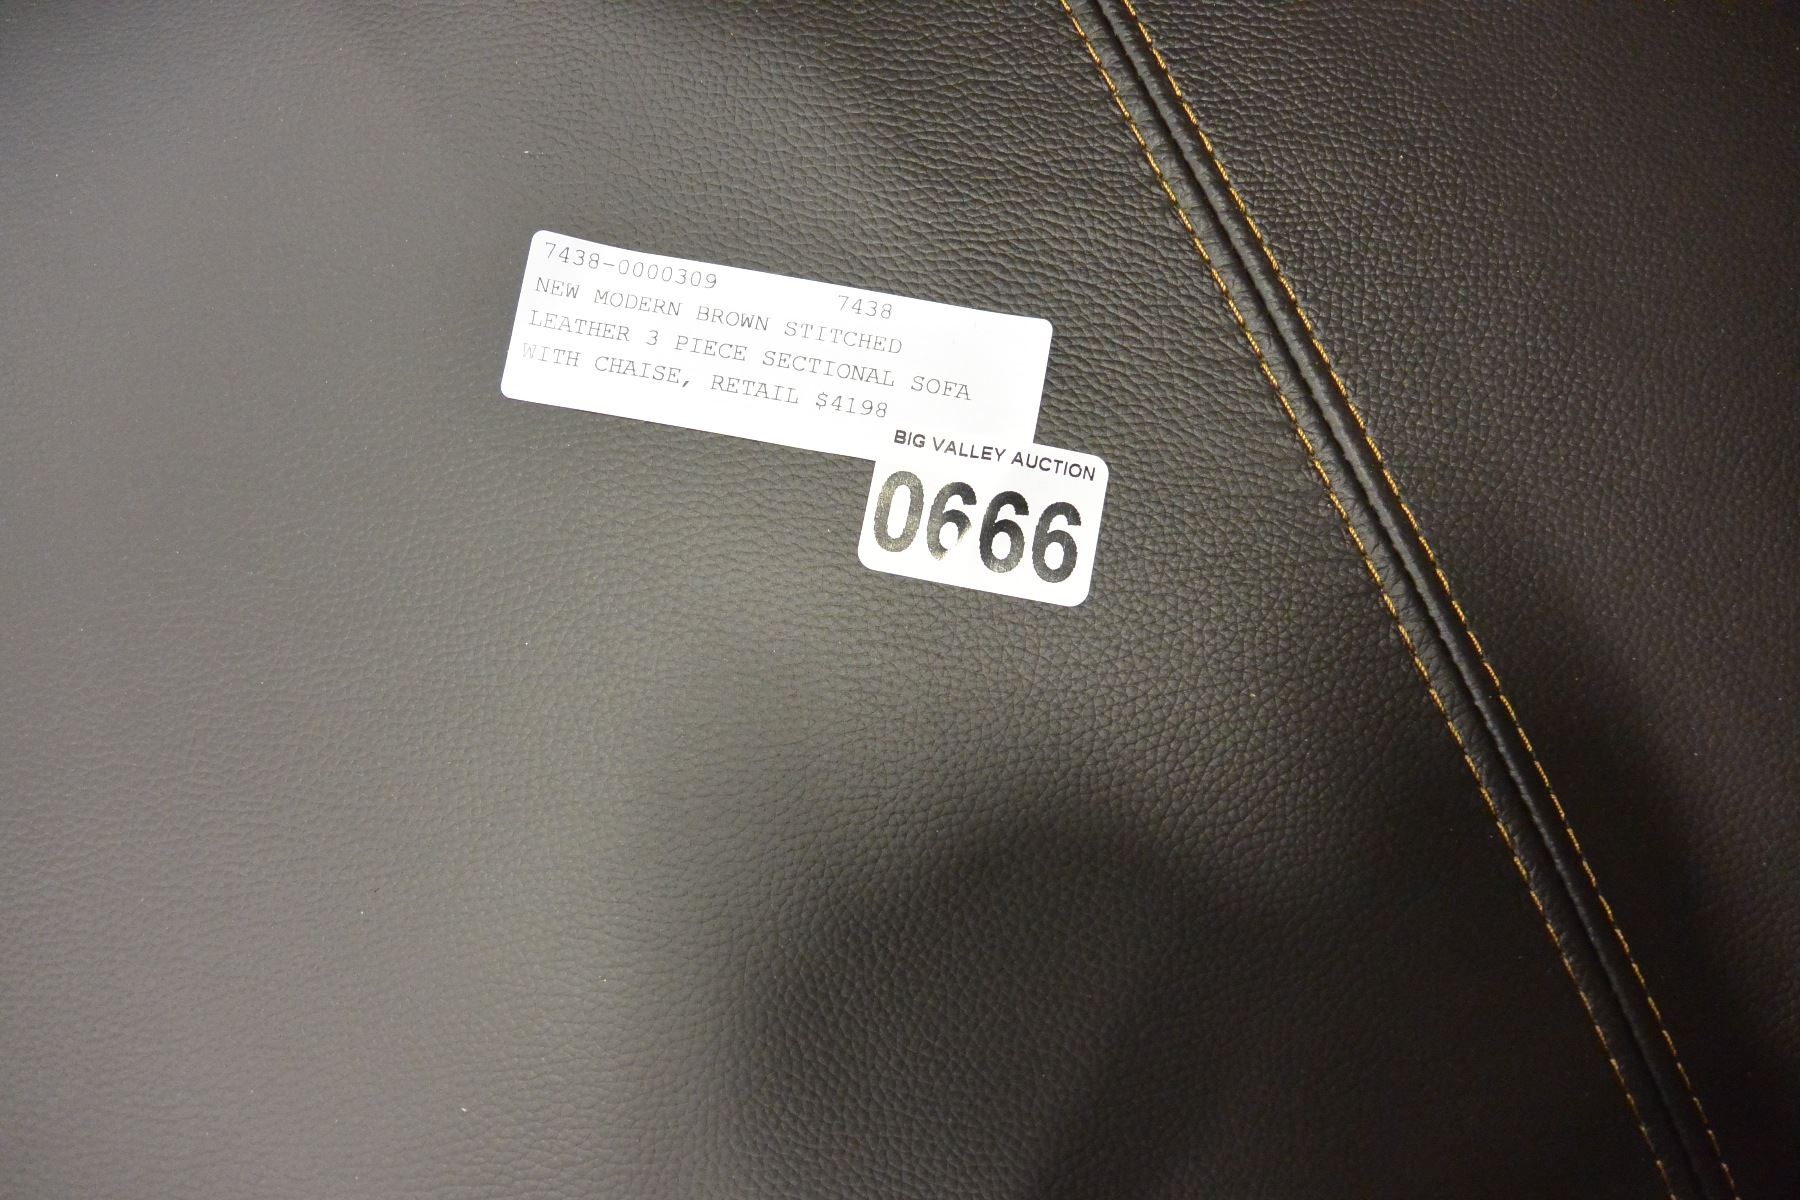 7438-0000309 7438
NEW MODERN BROWN STITCHED
LEATHER 3 PIECE SECTIONAL SOFA
WITH CHAISE, RETAIL $4198
BIG VALLEY AUCTION
0666